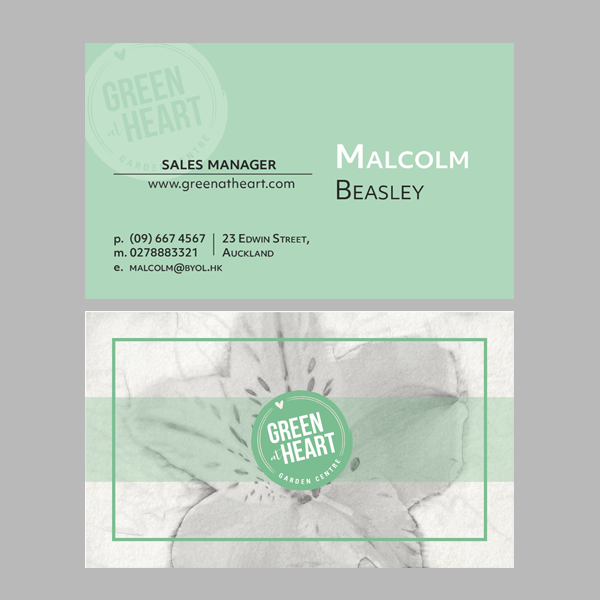 GREEN
at HEART
GARDEN CENTRE
SALES MANAGER
www.greenatheart.com
MALCOLM
BEASLEY
p. (09) 667 4567
m. 0278883321
e. MALCOLM@BYOL.HK
23 EDWIN STREET,
AUCKLAND
GREEN
at HEART
GARDEN CENTRE